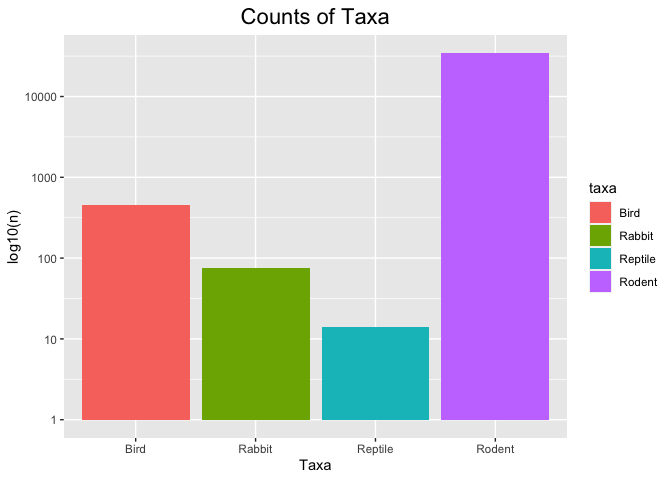 Counts of Taxa
log10(n)
10000
1000
100
10
1
Bird
Rabbit
Reptile
Rodent
Taxa
taxa
Bird
Rabbit
Reptile
Rodent